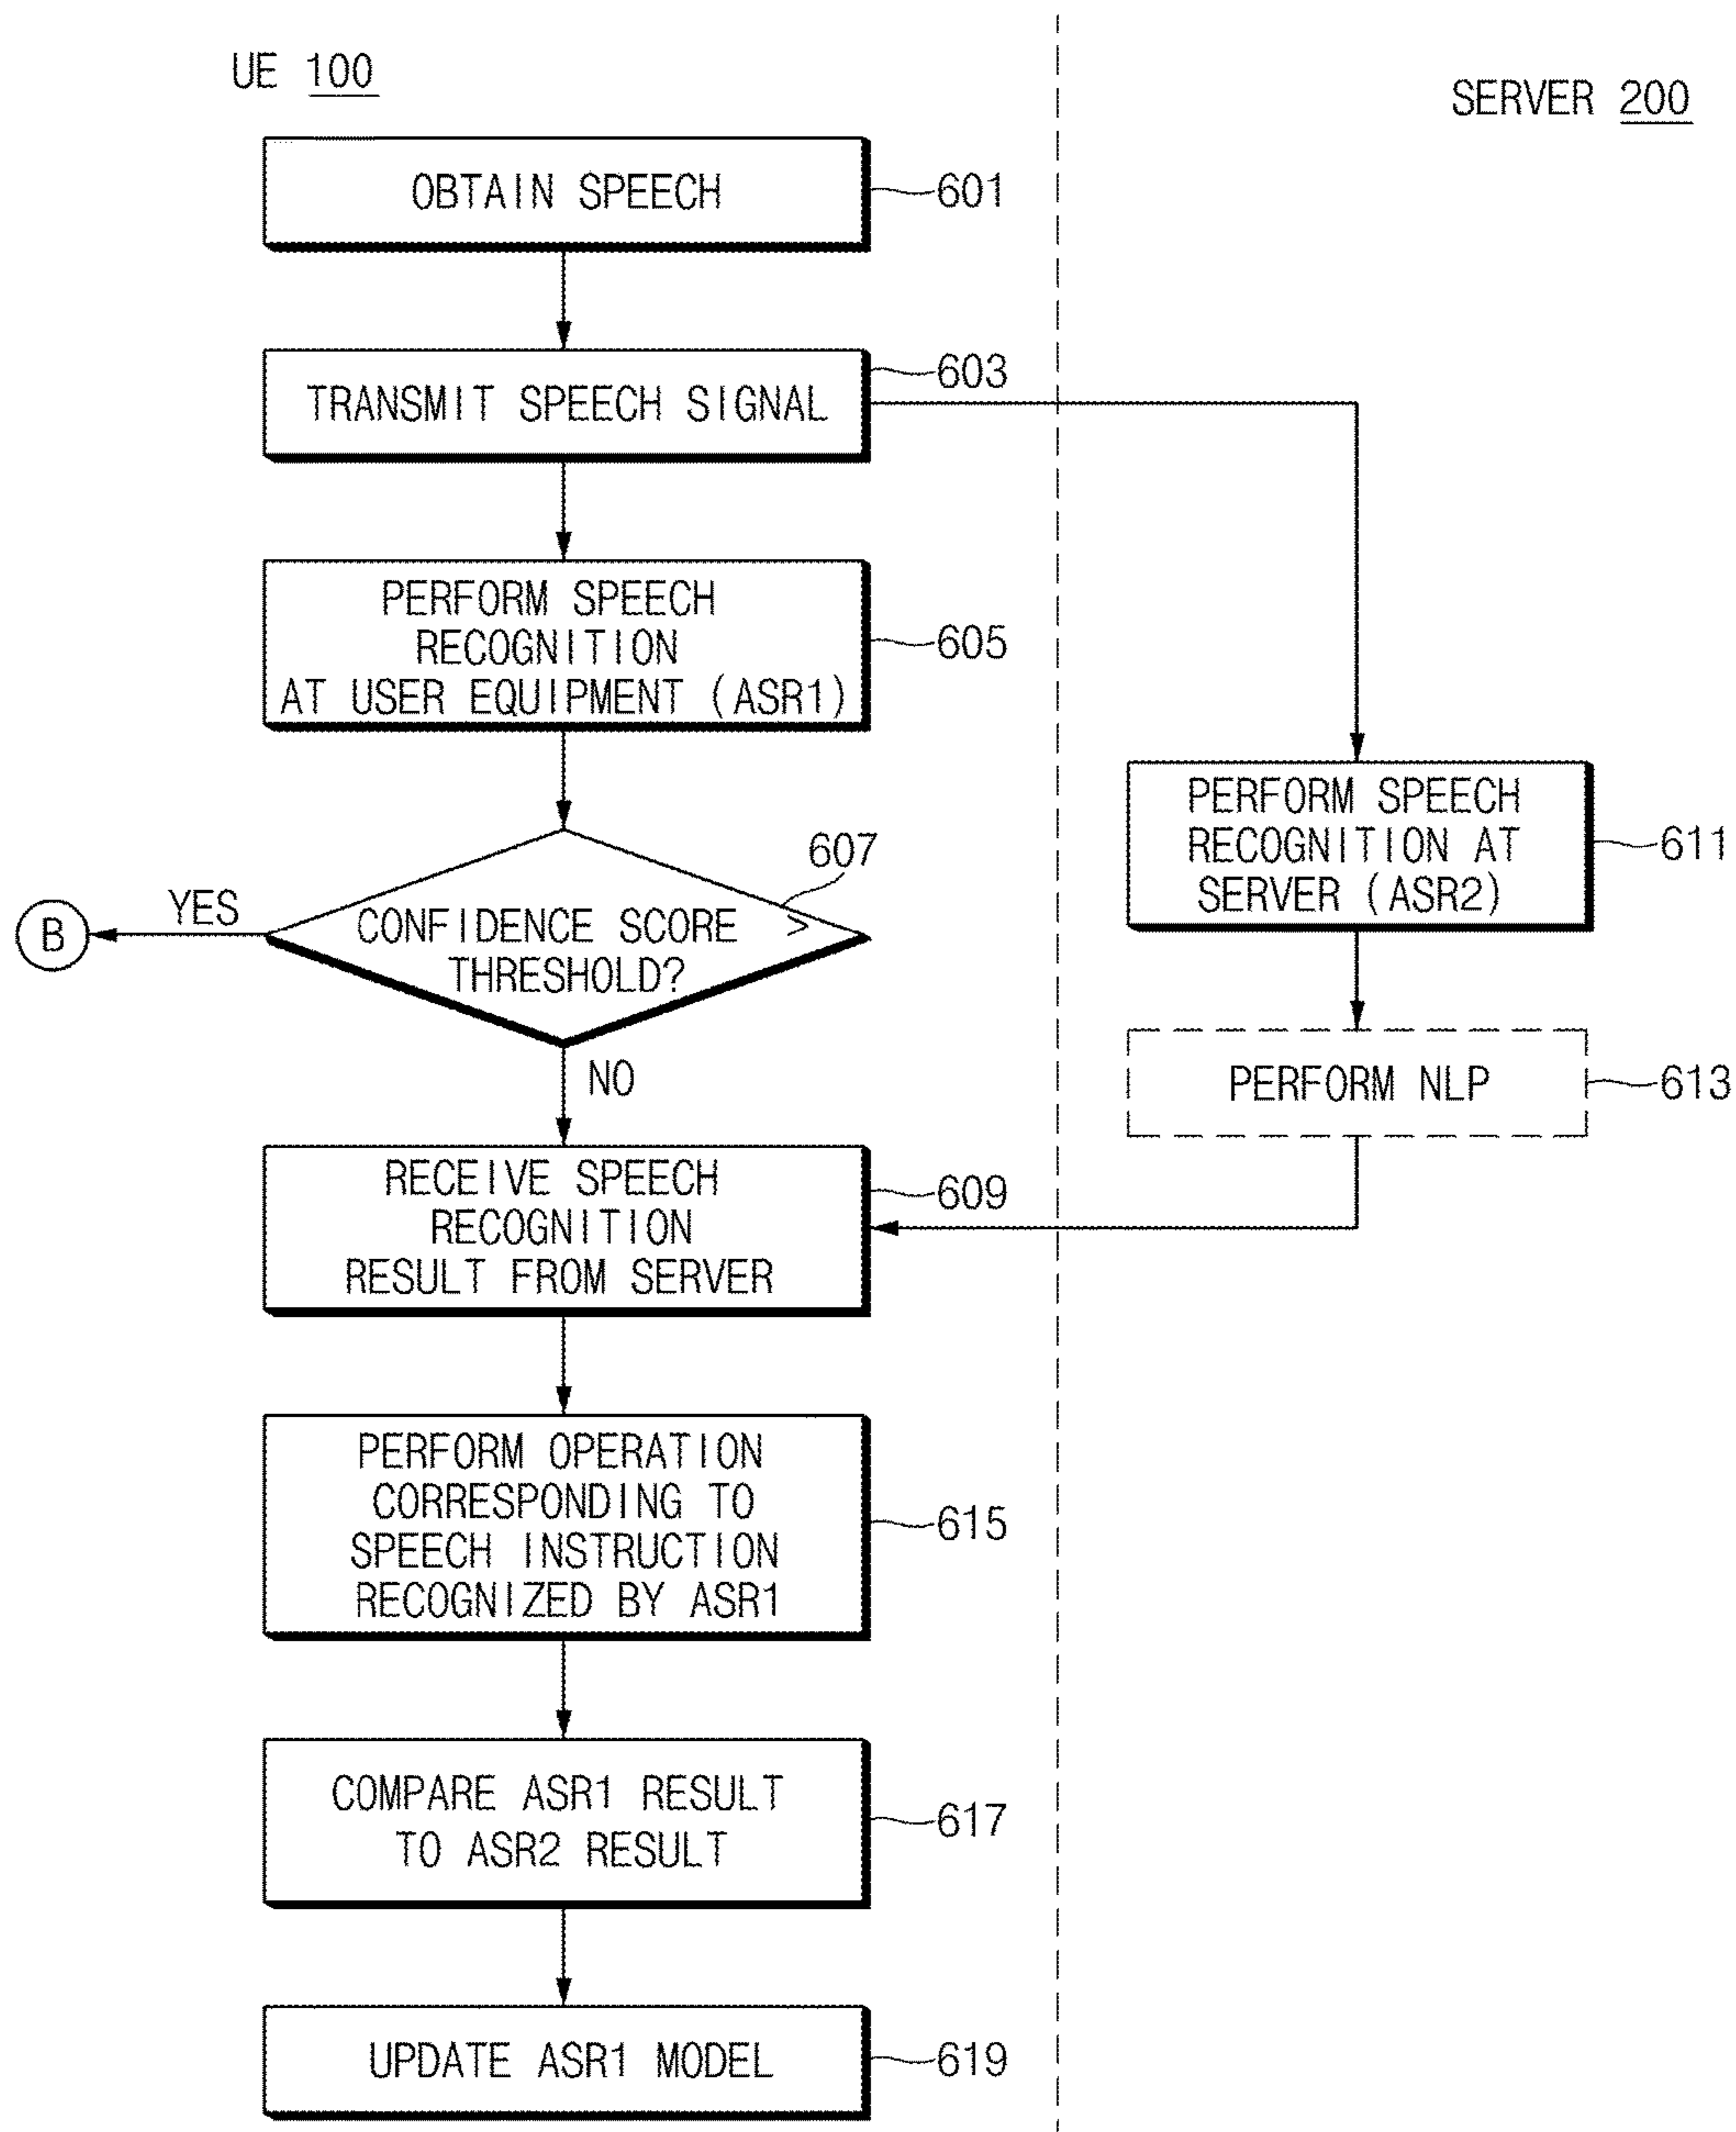 UE 100
SERVER 200
OBTAIN SPEECH
601
TRANSMIT SPEECH SIGNAL
603
PERFORM SPEECH
RECOGNITION
AT USER EQUIPMENT (ASR1)
605
607
CONFIDENCE SCORE >
THRESHOLD?
YES
B
NO
PERFORM SPEECH
RECOGNITION AT
SERVER (ASR2)
611
PERFORM NLP
613
RECEIVE SPEECH
RECOGNITION
RESULT FROM SERVER
609
PERFORM OPERATION
CORRESPONDING TO
SPEECH INSTRUCTION
RECOGNIZED BY ASR1
615
COMPARE ASR1 RESULT
TO ASR2 RESULT
617
UPDATE ASR1 MODEL
619